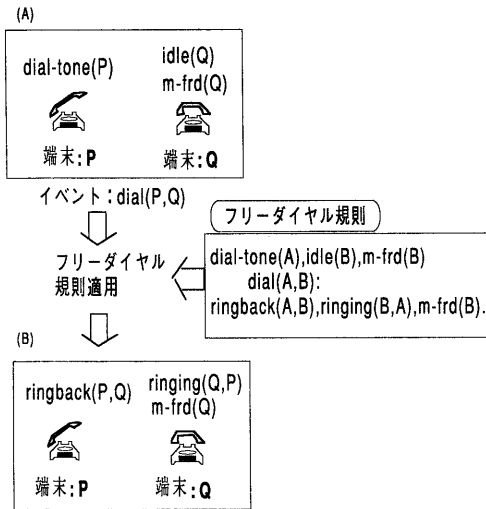 (A)
dial-tone(P)
idle(Q)
m-frd(Q)
端末:P
端末:Q
イベント:dial(P,Q)
フリーダイヤル規則
フリーダイヤル
規則適用
dial-tone(A),idle(B),m-frd(B)
dial(A,B):
ringback(A,B),ringing(B,A),m-frd(B).
(B)
ringback(P,Q)
ringing(Q,P)
m-frd(Q)
端末:P
端末:Q